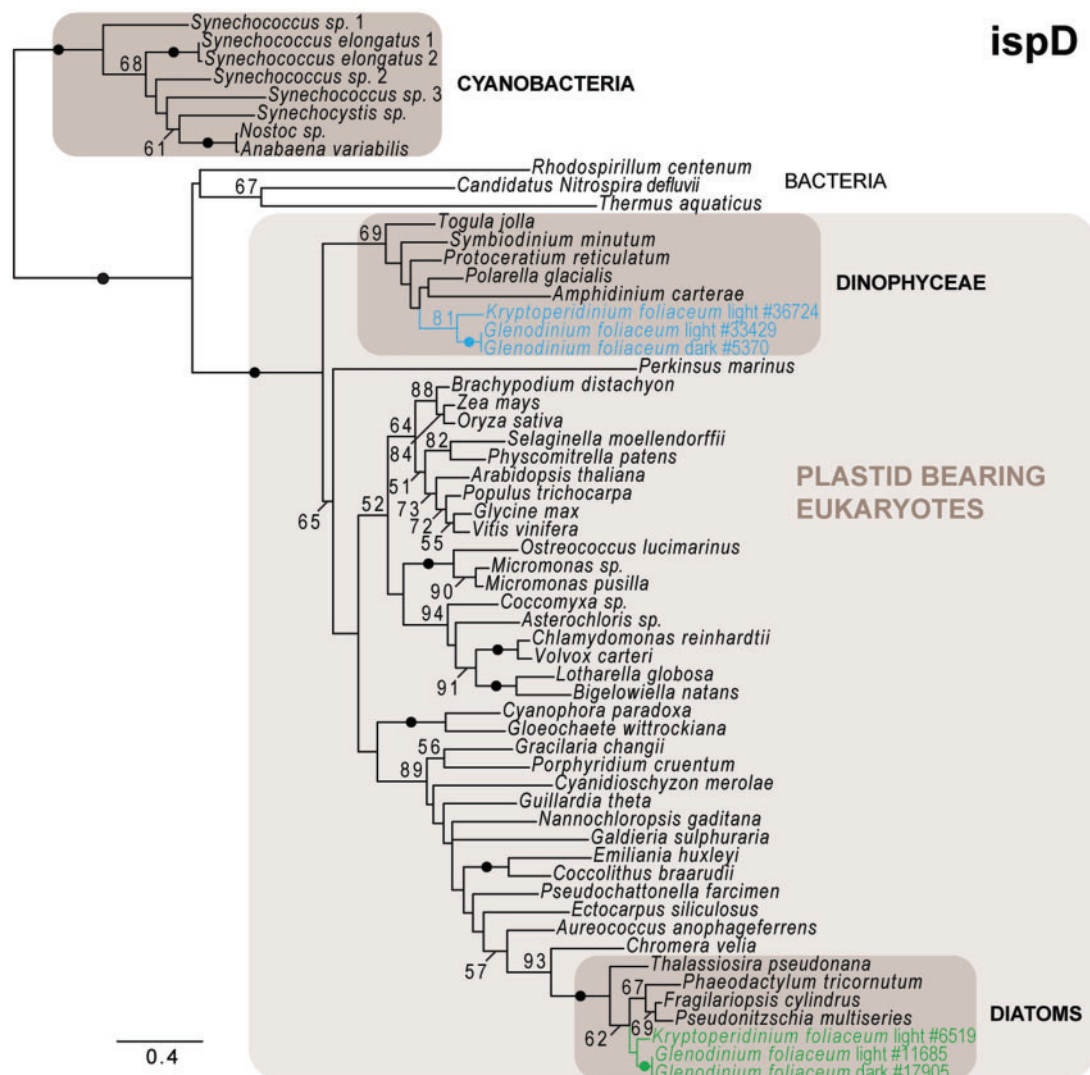 ispD
Synechococcus sp. 1
Synechococcus elongatus 1
Synechococcus elongatus 2
68
Synechococcus sp. 2
CYANOBACTERIA
Synechococcus sp. 3
Synechocystis sp.
Nostoc sp.
61
Anabaena variabilis
Rhodospirillum centenum
67
Candidatus Nitrospira defluvii
BACTERIA
Thermus aquaticus
Togula jolla
69
Symbiodinium minutum
Protoceratium reticulatum
Polarella glacialis
DINOPHYCEAE
Amphidinium carterae
81
Kryptoperidinium foliaceum light #36724
Glenodinium foliaceum light #33429
Glenodinium foliaceum dark #5370
Perkinsus marinus
88
Brachypodium distachyon
Zea mays
64
Oryza sativa
84
82
Selaginella moellendorffii
Physcomitrella patens
51
Arabidopsis thaliana
PLASTID BEARING
EUKARYOTES
73
Populus trichocarpa
52
65
72
Glycine max
55
Vitis vinifera
Ostreococcus lucimarinus
Micromonas sp.
90
Micromonas pusilla
94
Coccomyxa sp.
Asterochloris sp.
Chlamydomonas reinhardtii
Volvox carteri
91
Lotharella globosa
Bigelowiella natans
Cyanophora paradoxa
Gloeochaete wittrockiana
56
Gracilaria changii
89
Porphyridium cruentum
Cyanidioschyzon merolae
Guillardia theta
Nannochloropsis gaditana
Galdieria sulphuraria
Emiliania huxleyi
Coccolithus braarudii
Pseudochattonella farcimen
Ectocarpus siliculosus
Aureococcus anophageferrens
57
93
Chromera velia
Thalassiosira pseudonana
67
Phaeodactylum tricornutum
Fragilariopsis cylindrus
69
Pseudonitzschia multiseries
DIATOMS
62
Kryptoperidinium foliaceum light #6519
Glenodinium foliaceum light #11685
Glenodinium foliaceum dark #17905
0.4